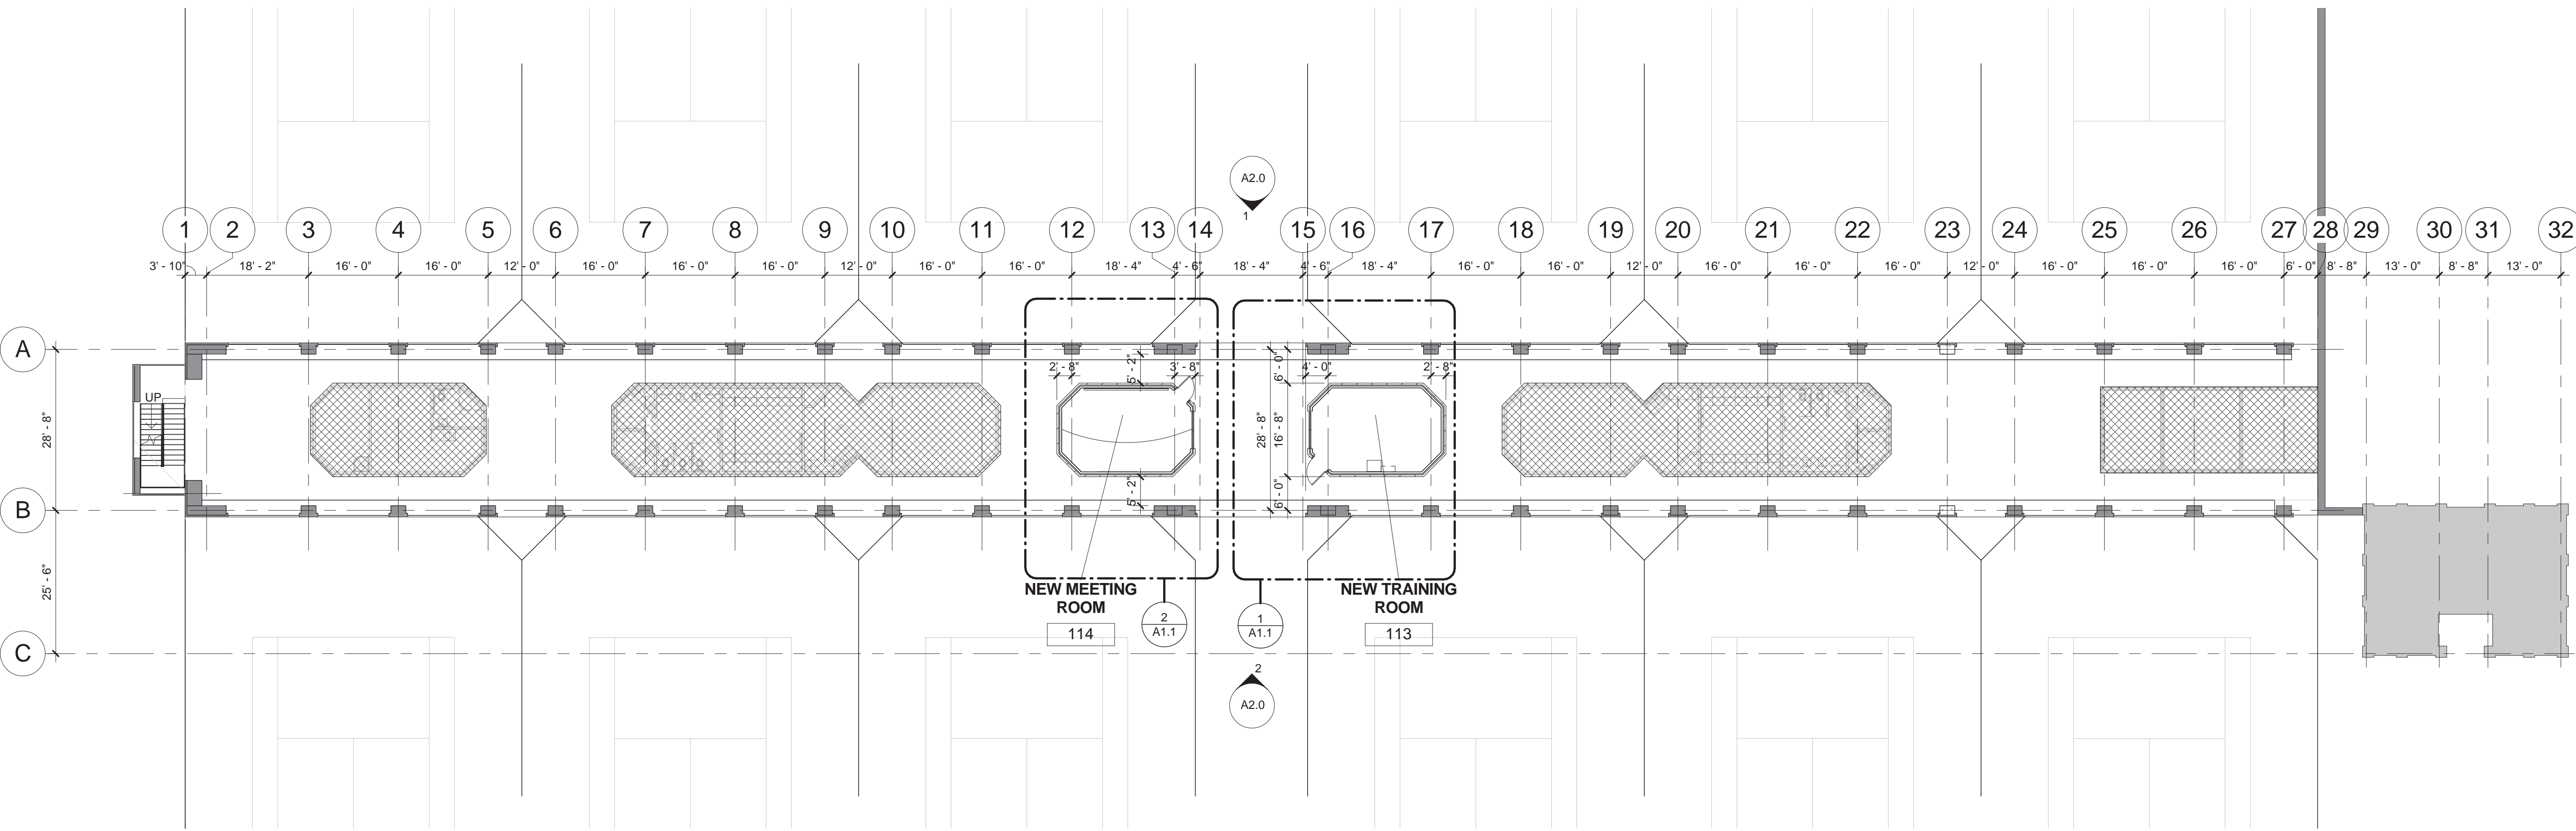 A2.0
1
1 2 3 4 5 6 7 8 9 10 11 12 13 14 15 16 17 18 19 20 21 22 23 24 25 26 27 28 29 30 31 32
3' - 10" 18' - 2" 16' - 0" 16' - 0" 12' - 0" 16' - 0" 16' - 0" 16' - 0" 12' - 0" 16' - 0" 16' - 0" 18' - 4" 4' - 6" 18' - 4" 4' - 6" 18' - 4" 16' - 0" 16' - 0" 12' - 0" 16' - 0" 16' - 0" 16' - 0" 12' - 0" 16' - 0" 16' - 0" 16' - 0" 6' - 0" 8' - 8" 13' - 0" 8' - 8" 13' - 0"
A
2' - 8" 5' - 2" 3' - 8" 6' - 0" 4' - 0" 2' - 8"
UP
28' - 8" 28' - 8" 16' - 8"
5' - 2" 6' - 0"
B
25' - 6"
NEW MEETING
ROOM
114
2
A1.1
1
A1.1
NEW TRAINING
ROOM
113
C
2
A2.0